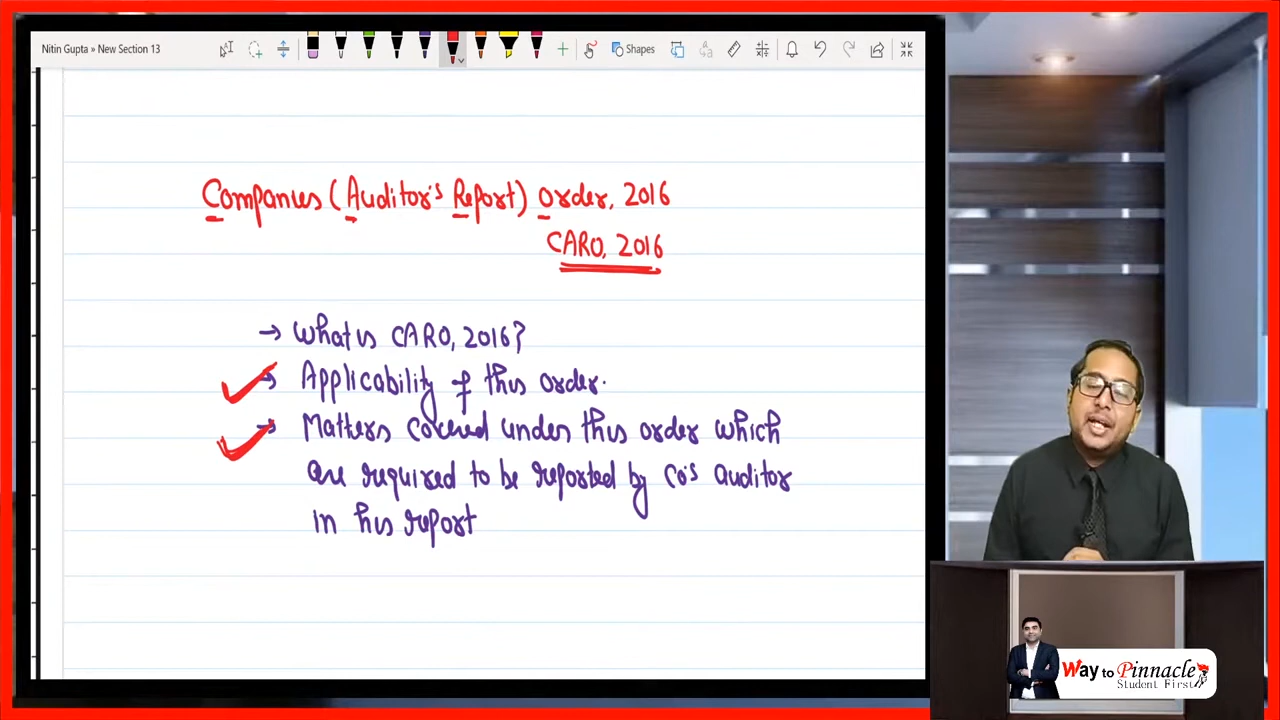 Nitin Gupta » New Section 13
Shapes
Companies (Auditor's Report) Order, 2016
CARO, 2016
→ What is CARO, 2016?
→ Applicability of this order.
→ Matters covered under this order which
are required to be reported by Co's auditor
in his report
Way to Pinnacle
Student First